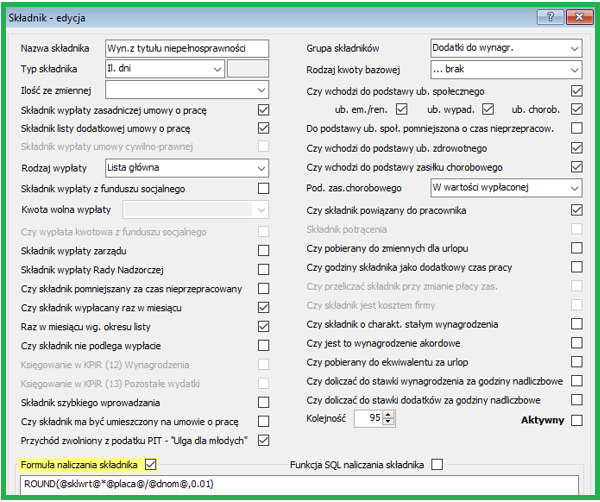 Składnik - edycja
Nazwa składnika
Wyn.z tytułu niepełnosprawności
Typ składnika
Il. dni
Ilość ze zmiennej
Składnik wypłaty zasadniczej umowy o pracę
Składnik listy dodatkowej umowy o pracę
Składnik wypłaty umowy cywilno-prawnej
Rodzaj wypłaty
Lista główna
Składnik wypłaty z funduszu socjalnego
Kwota wolna wypłaty
Czy wypłata kwotowa z funduszu socjalnego
Składnik wypłaty zarządu
Składnik wypłaty Rady Nadzorczej
Czy składnik pomniejszany za czas nieprzepracowany
Czy składnik wypłacany raz w miesiącu
Raz w miesiącu wg. okresu listy
Czy składnik nie podlega wypłacie
Księgowanie w KPiR (12) Wynagrodzenia
Księgowanie w KPiR (13) Pozostałe wydatki
Składnik szybkiego wprowadzania
Czy składnik ma być umieszczony na umowie o pracę
Przychód zwolniony z podatku PIT - "Ulga dla młodych"
Grupa składników
Dodatki do wynagr.
Rodzaj kwoty bazowej
... brak
Czy wchodzi do podstawy ub. społecznego
ub. em./ren. ub. wypad. ub. chorob.
Do podstawy ub. społ. pomniejszona o czas nieprzepracow.
Czy wchodzi do podstawy ub. zdrowotnego
Czy wchodzi do podstawy zasiłku chorobowego
Pod. zas.chorobowego
W wartości wypłaconej
Czy składnik powiązany do pracownika
Składnik potrącenia
Czy pobierany do zmiennych dla urlopu
Czy godziny składnika jako dodatkowy czas pracy
Czy przeliczać składnik przy zmianie płacy zas.
Czy składnik jest kosztem firmy
Czy składnik o charakt. stałym wynagrodzenia
Czy jest to wynagrodzenie akordowe
Czy pobierany do ekwiwalentu za urlop
Czy doliczać do stawki wynagrodzenia za godziny nadliczbowe
Czy doliczać do stawki dodatków za godziny nadliczbowe
Kolejność
95
Aktywny
Formuła naliczania składnika
Funkcja SQL naliczania składnika
ROUND(@sklwrt@*@placa@/@dnom@,0.01)